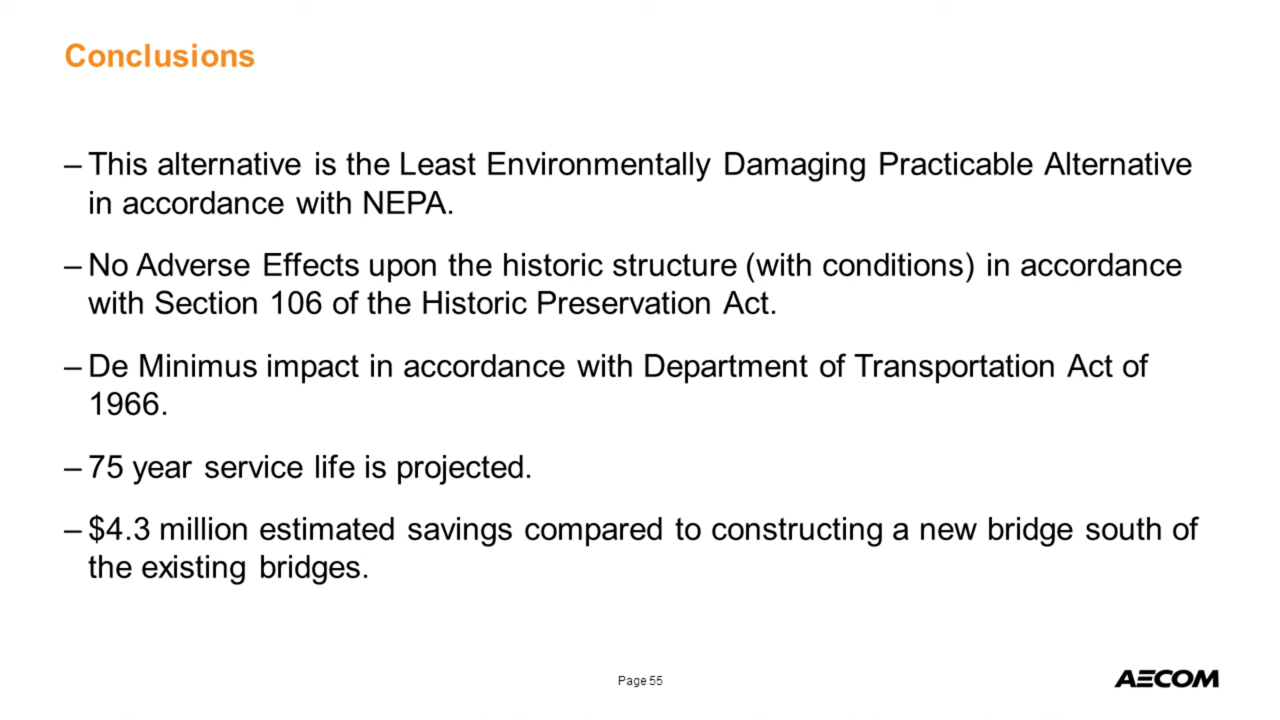 Conclusions
– This alternative is the Least Environmentally Damaging Practicable Alternative
in accordance with NEPA.
– No Adverse Effects upon the historic structure (with conditions) in accordance
with Section 106 of the Historic Preservation Act.
– De Minimus impact in accordance with Department of Transportation Act of
1966.
– 75 year service life is projected.
– $4.3 million estimated savings compared to constructing a new bridge south of
the existing bridges.
Page 55
AECOM